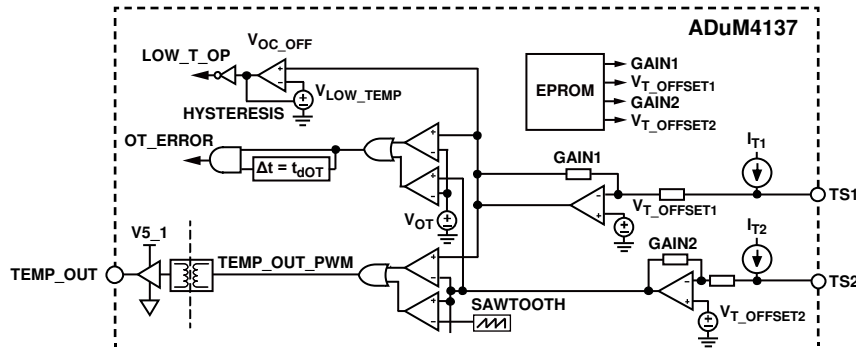 ADuM4137
V_OC_OFF
LOW_T_OP
V_LOW_TEMP
HYSTERESIS
EPROM
GAIN1
V_T_OFFSET1
GAIN2
V_T_OFFSET2
OT_ERROR
Δt = t_dOT
V_OT
GAIN1
V_T_OFFSET1
I_T1
TS1
V5_1
TEMP_OUT
TEMP_OUT_PWM
SAWTOOTH
GAIN2
V_T_OFFSET2
I_T2
TS2
+
−
+
−
+
−
−
+
+
−
+
−
−
+